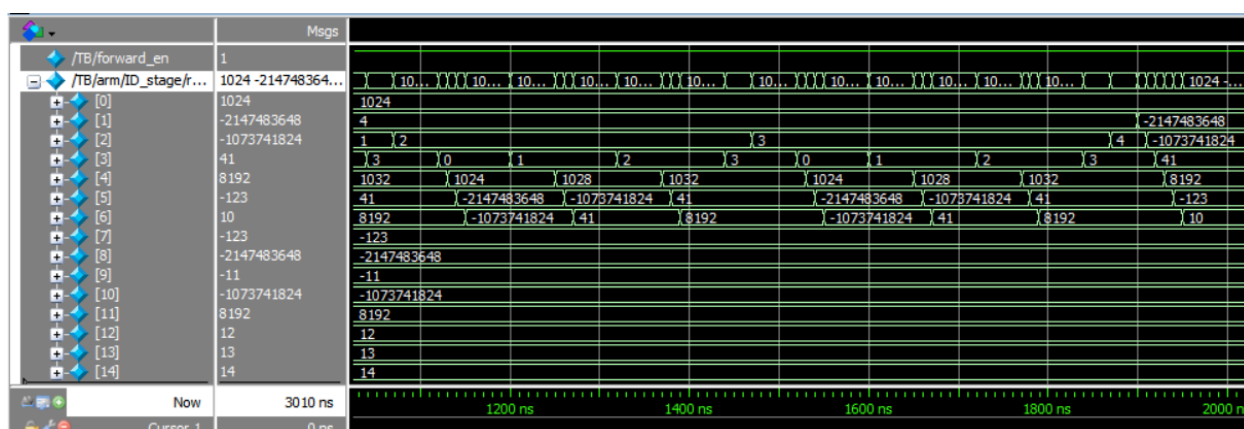 Msgs
/TB/forward_en 1
/TB/arm/ID_stage/r... 1024 -214748364... 10... 10... 10... 10... 10... 10... 10... 10... 10... 10... 10... 10... 1024 -...
[0] 1024 1024
[1] -2147483648 4 -2147483648
[2] -1073741824 1 2 3 4 -1073741824
[3] 41 3 0 1 2 3 0 1 2 3 41
[4] 8192 1032 1024 1028 1032 1024 1028 1032 8192
[5] -123 41 -2147483648 -1073741824 41 -2147483648 -1073741824 41 -123
[6] 10 8192 -1073741824 41 8192 -1073741824 41 8192 10
[7] -123 -123
[8] -2147483648 -2147483648
[9] -11 -11
[10] -1073741824 -1073741824
[11] 8192 8192
[12] 12 12
[13] 13 13
[14] 14 14
Now 3010 ns 1200 ns 1400 ns 1600 ns 1800 ns 2000 n
Cursor 1 0 ns